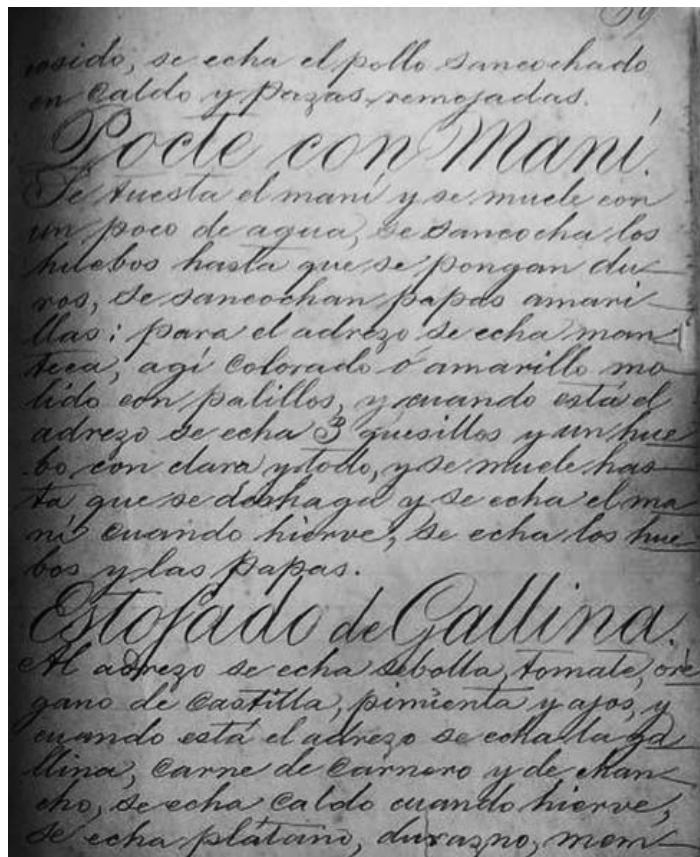 cosido, se echa el pollo sancochado
en caldo y pazas remojadas.
Pocte con Maní.
Se tuesta el maní y se muele con
un poco de agua, se sancocha los
huebos hasta que se pongan du-
ros, se sancochan papas amari-
llas; para el adrezo se echa man-
teca, agí colorado ó amarillo mo
lido con palillos, y cuando está el
adrezo se echa 3 quesillos y un hue
bo con clara y todo, y se muele has
ta que se deshaga y se echa el ma
ní cuando hierve, se echa los hue
bos y las papas.
Estofado de Gallina.
Al adrezo se echa sebolla, tomate, oré
gano de castilla, pimienta y ajos, y
cuando está el adrezo se echa la ga
llina, carne de carnero y de chan-
cho, se echa caldo cuando hierve,
se echa plátano, durazno, mem-